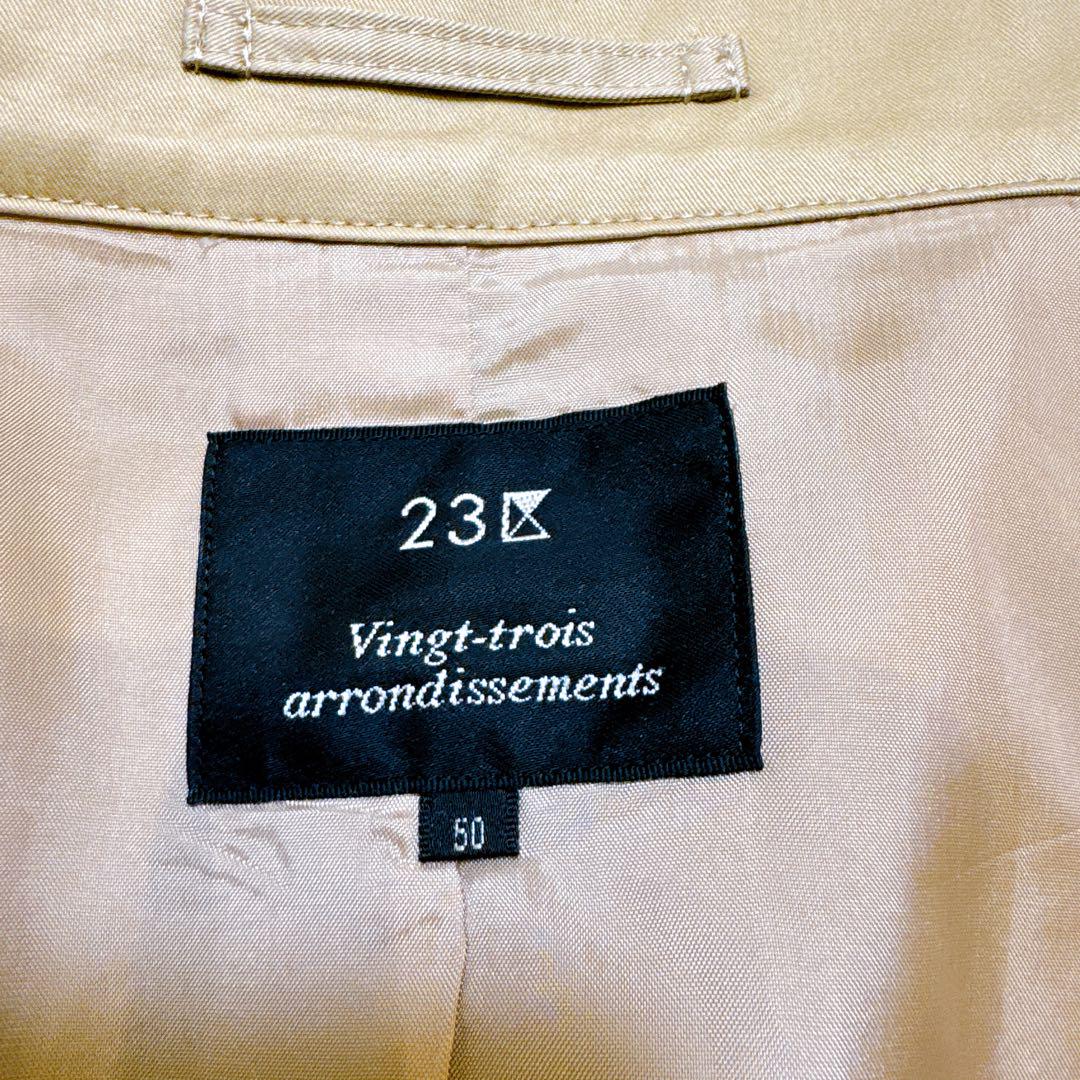 23区
Vingt-trois
arrondissements
50